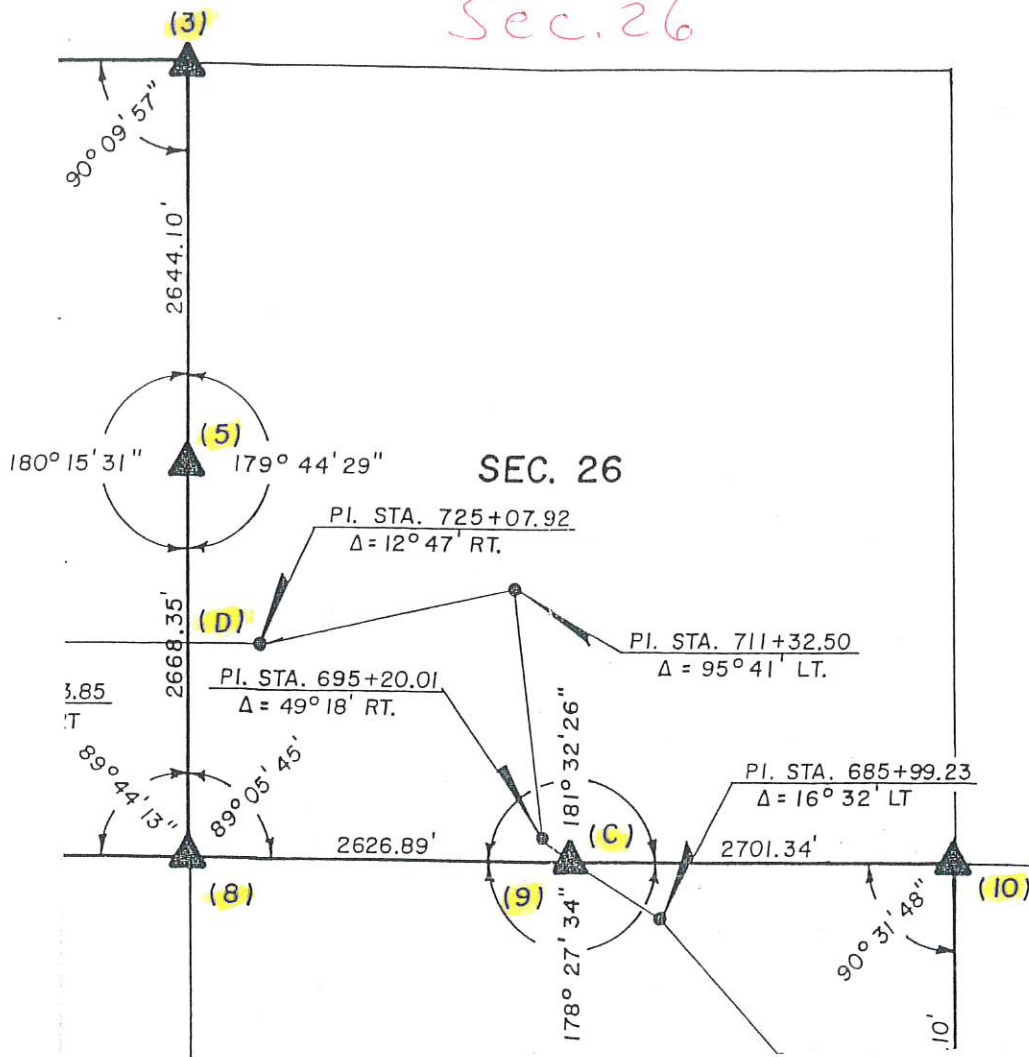 Sec. 26
(3)
90° 09' 57"
2644.10'
(5)
180° 15' 31"
179° 44' 29"
SEC. 26
PI. STA. 725+07.92
Δ = 12° 47' RT.
(D)
2668.35'
PI. STA. 711+32.50
Δ = 95° 41' LT.
PI. STA. 695+20.01
Δ = 49° 18' RT.
3.85
T
181° 32' 26"
89° 44' 13"
89° 05' 45'
PI. STA. 685+99.23
Δ = 16° 32' LT
2626.89'
(C)
2701.34'
(8)
(9)
(10)
178° 27' 34"
90° 31' 48"
.10'